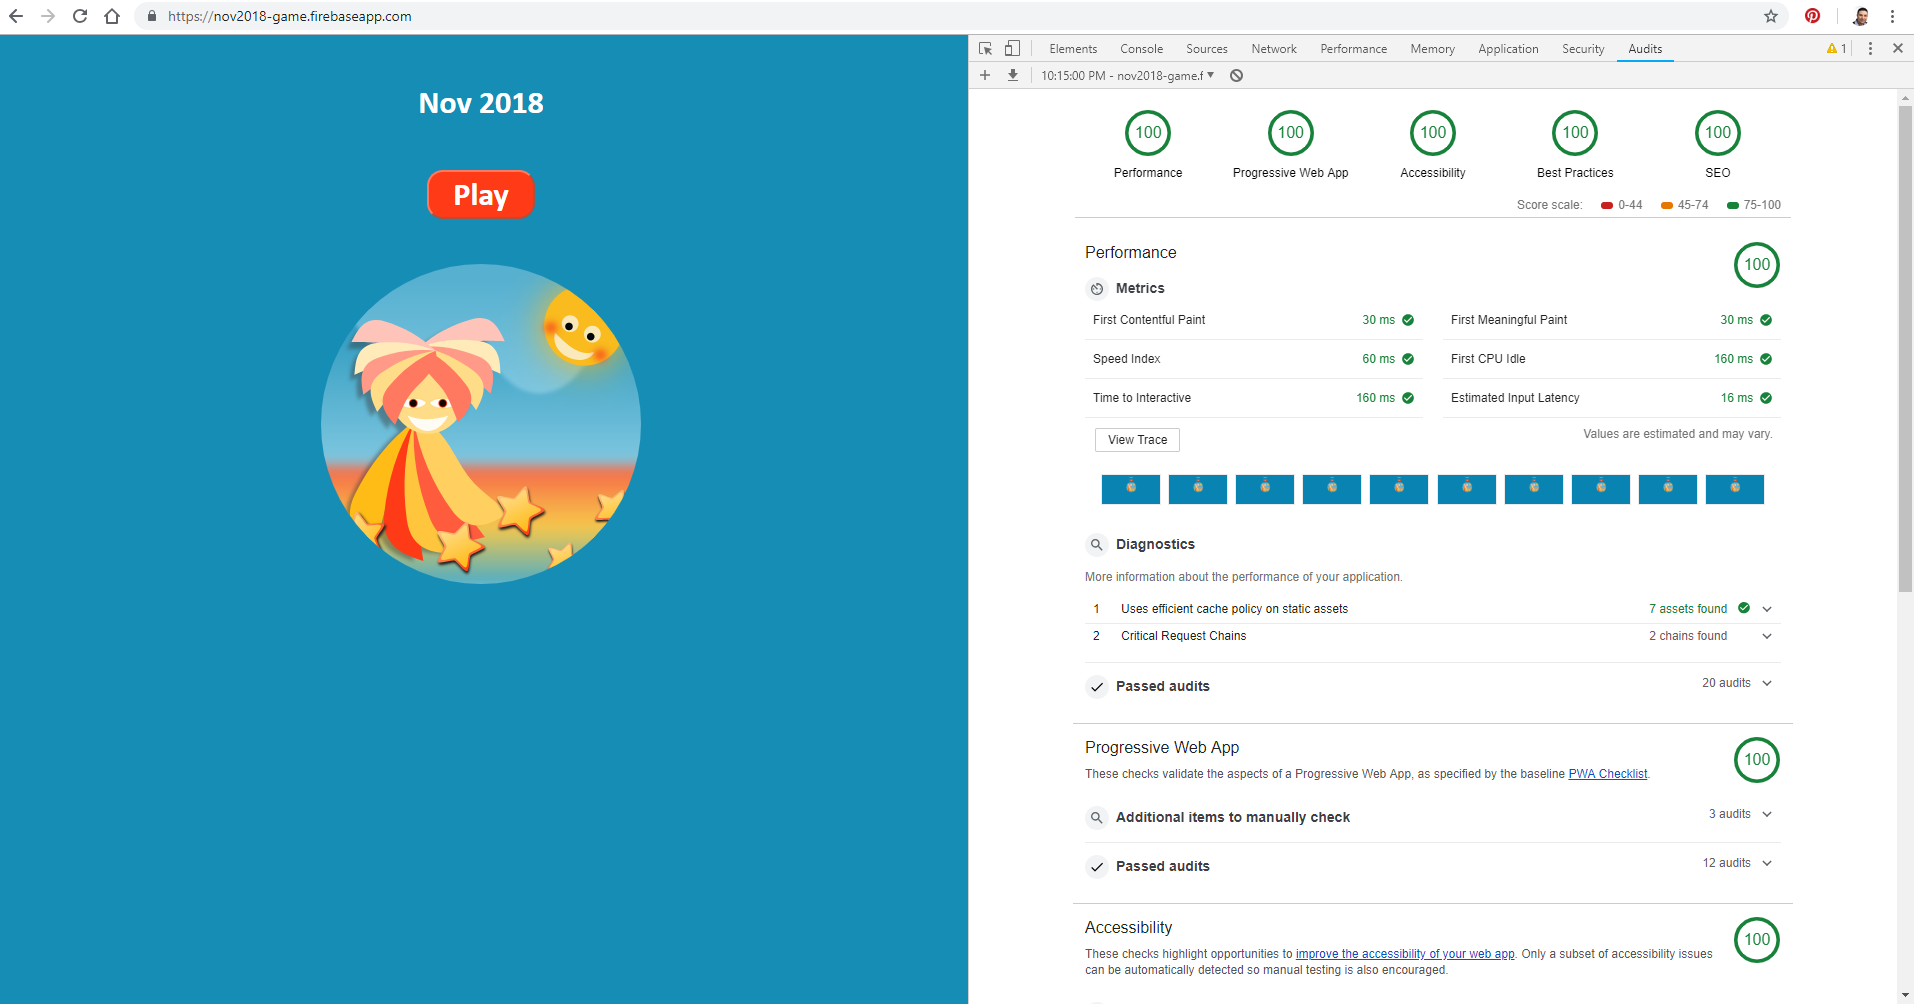 https://nov2018-game.firebaseapp.com
Nov 2018
Play
Elements Console Sources Network Performance Memory Application Security Audits 1
10:15:00 PM - nov2018-game.f
100 100 100 100 100
Performance Progressive Web App Accessibility Best Practices SEO
Score scale: 0-44 45-74 75-100
Performance 100
Metrics
First Contentful Paint 30 ms First Meaningful Paint 30 ms
Speed Index 60 ms First CPU Idle 160 ms
Time to Interactive 160 ms Estimated Input Latency 16 ms
View Trace Values are estimated and may vary.
Diagnostics
More information about the performance of your application.
1 Uses efficient cache policy on static assets 7 assets found
2 Critical Request Chains 2 chains found
Passed audits 20 audits
Progressive Web App 100
These checks validate the aspects of a Progressive Web App, as specified by the baseline PWA Checklist.
Additional items to manually check 3 audits
Passed audits 12 audits
Accessibility 100
These checks highlight opportunities to improve the accessibility of your web app. Only a subset of accessibility issues
can be automatically detected so manual testing is also encouraged.